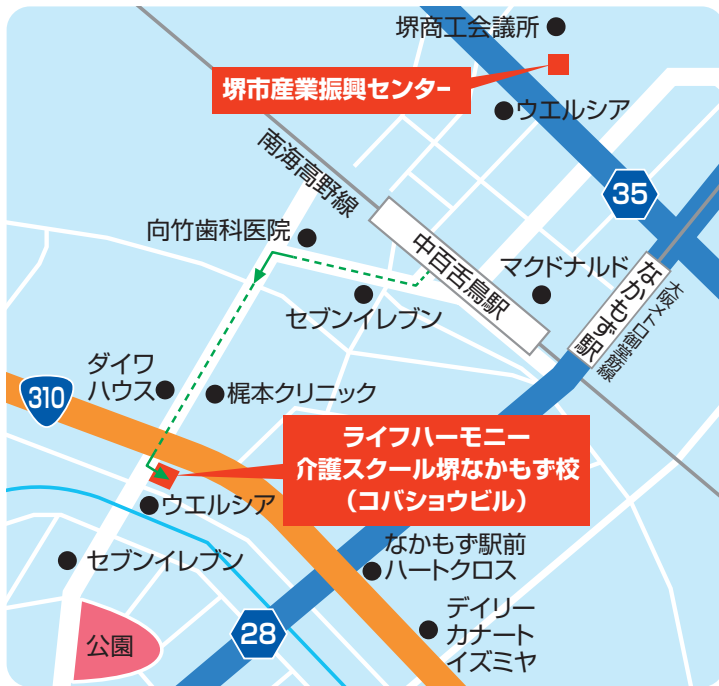 堺商工会議所
堺市産業振興センター
ウエルシア
南海高野線
35
向竹歯科医院
中百舌鳥駅
マクドナルド
なかもず駅
大阪メトロ御堂筋線
セブンイレブン
ダイワ
ハウス
310
梶本クリニック
ライフハーモニー
介護スクール堺なかもず校
（コバショウビル）
ウエルシア
セブンイレブン
なかもず駅前
ハートクロス
デイリー
カナート
イズミヤ
28
公園